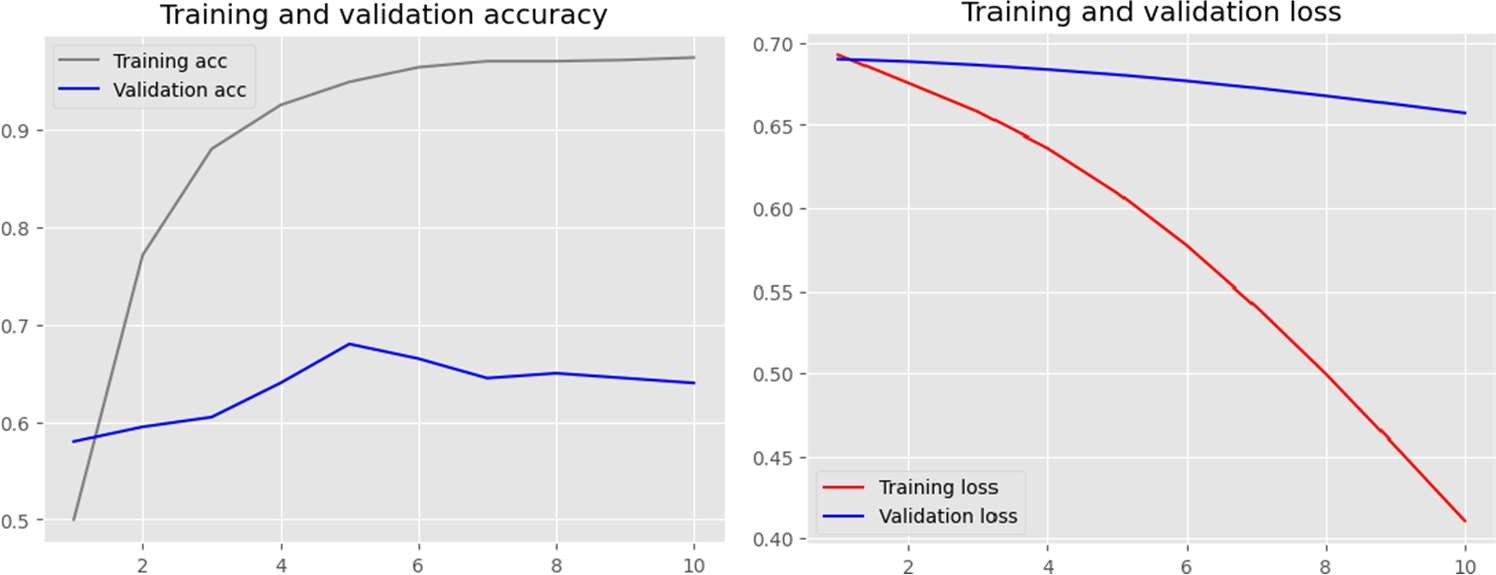 Training and validation accuracy
Training acc
Validation acc
0.9
0.8
0.7
0.6
0.5
2 4 6 8 10
Training and validation loss
0.70
0.65
0.60
0.55
0.50
0.45
0.40
Training loss
Validation loss
2 4 6 8 10